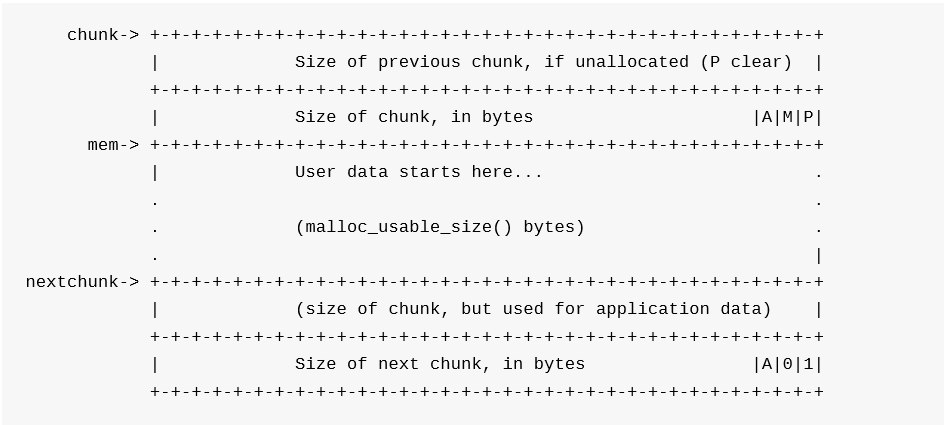 chunk-> +-+-+-+-+-+-+-+-+-+-+-+-+-+-+-+-+-+-+-+-+-+-+-+-+-+-+-+-+-+-+-+-+
| Size of previous chunk, if unallocated (P clear) |
+-+-+-+-+-+-+-+-+-+-+-+-+-+-+-+-+-+-+-+-+-+-+-+-+-+-+-+-+-+-+-+-+
| Size of chunk, in bytes |A|M|P|
mem-> +-+-+-+-+-+-+-+-+-+-+-+-+-+-+-+-+-+-+-+-+-+-+-+-+-+-+-+-+-+-+-+-+
| User data starts here... .
. .
. (malloc_usable_size() bytes) .
. |
nextchunk-> +-+-+-+-+-+-+-+-+-+-+-+-+-+-+-+-+-+-+-+-+-+-+-+-+-+-+-+-+-+-+-+-+
| (size of chunk, but used for application data) |
+-+-+-+-+-+-+-+-+-+-+-+-+-+-+-+-+-+-+-+-+-+-+-+-+-+-+-+-+-+-+-+-+
| Size of next chunk, in bytes |A|0|1|
+-+-+-+-+-+-+-+-+-+-+-+-+-+-+-+-+-+-+-+-+-+-+-+-+-+-+-+-+-+-+-+-+